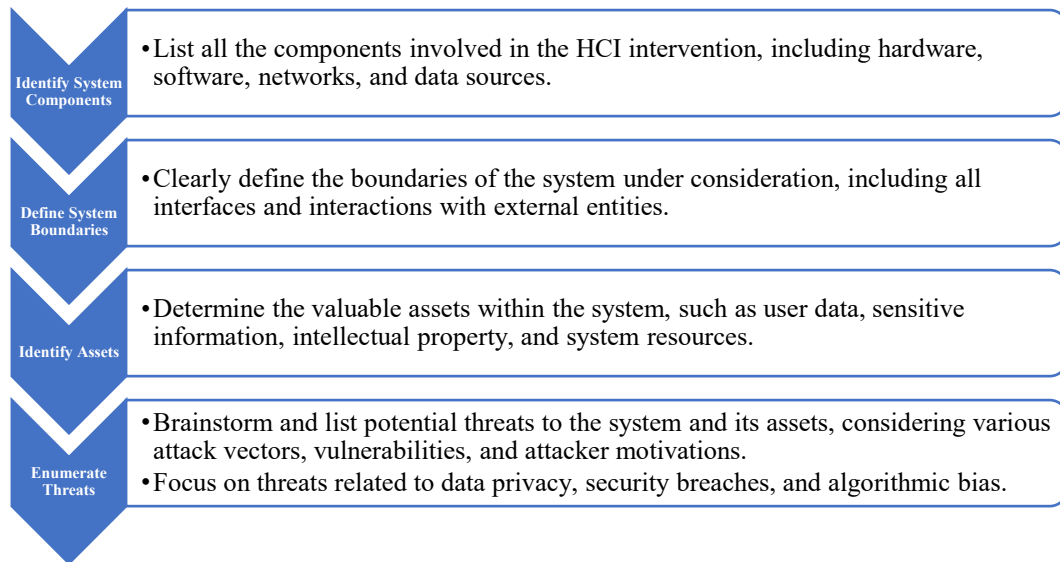 Identify System
Components
•List all the components involved in the HCI intervention, including hardware,
software, networks, and data sources.
Define System
Boundaries
•Clearly define the boundaries of the system under consideration, including all
interfaces and interactions with external entities.
Identify Assets
•Determine the valuable assets within the system, such as user data, sensitive
information, intellectual property, and system resources.
Enumerate
Threats
•Brainstorm and list potential threats to the system and its assets, considering various
attack vectors, vulnerabilities, and attacker motivations.
•Focus on threats related to data privacy, security breaches, and algorithmic bias.